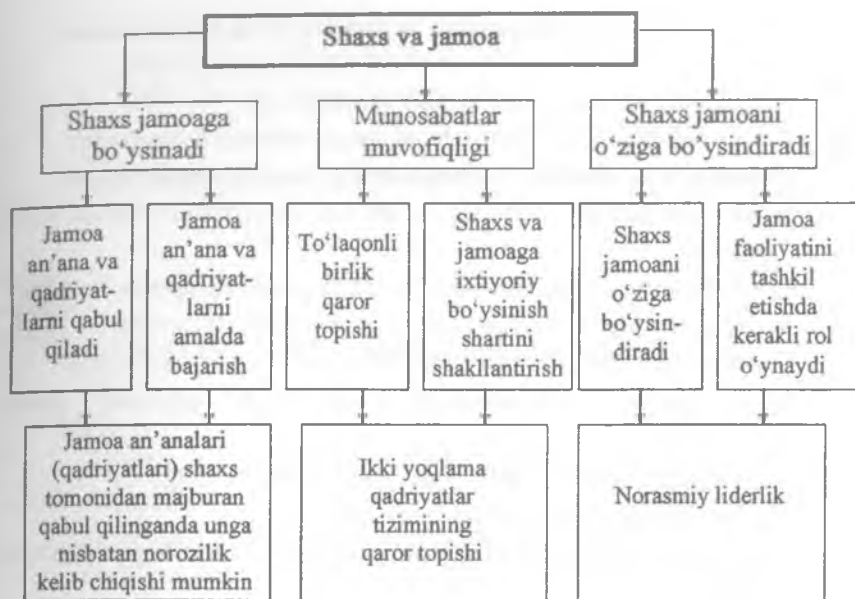 Shaxs va jamoa
Shaxs jamoaga
bo‘ysinadi
Munosabatlar
muvofiqligi
Shaxs jamoani
o‘ziga bo‘ysindiradi
Jamoa
an’ana va
qadriyat-
larni qabul
qiladi
Jamoa
an’ana va
qadriyat-
larni
amalda
bajarish
To‘laqonli
birlik
qaror
topishi
Shaxs va
jamoaga
ixtiyoriy
bo‘ysinish
shartini
shakllantirish
Shaxs
jamoani
o‘ziga
bo‘ysin-
diradi
Jamoa
faoliyatini
tashkil
etishda
kerakli rol
o‘ynaydi
Jamoa an’analari
(qadriyatlari) shaxs
tomonidan majburan
qabul qilinganda unga
nisbatan norozilik
kelib chiqishi mumkin
Ikki yoqlama
qadriyatlar
tizimining
qaror topishi
Norasmiy liderlik